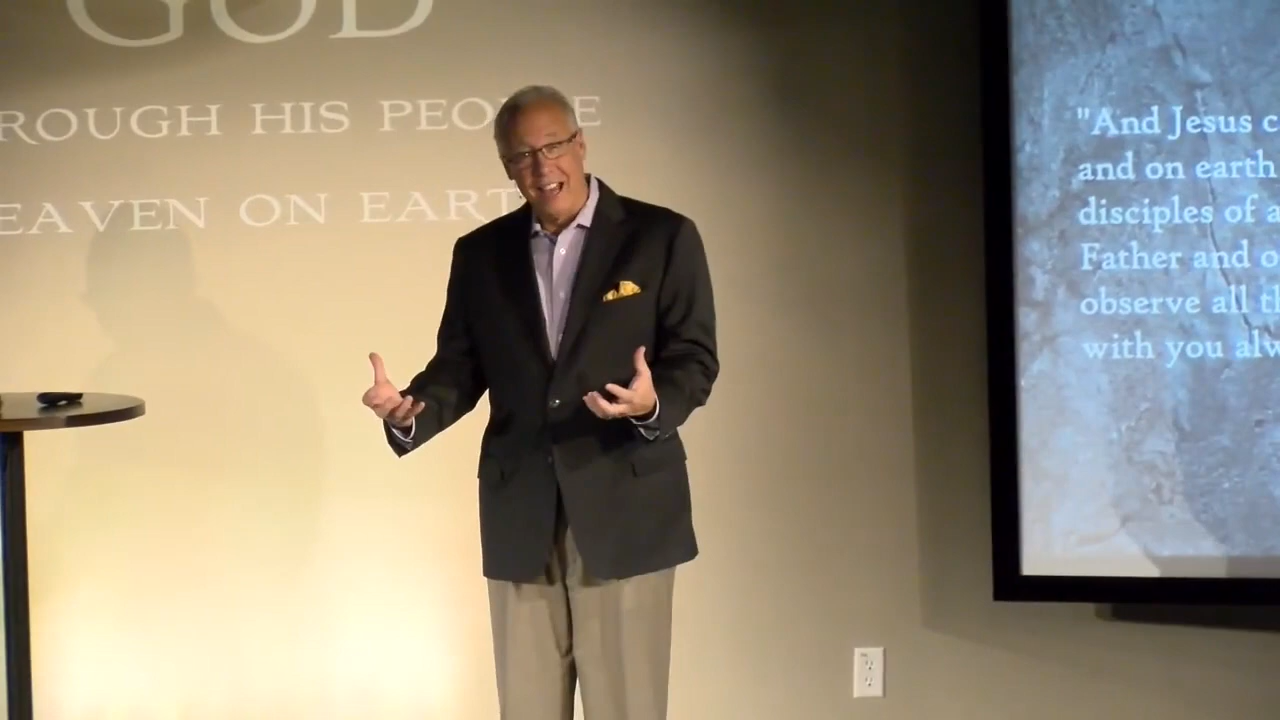 GOD
ROUGH HIS PEOPLE
EAVEN ON EART
"And Jesus c
and on earth
disciples of a
Father and o
observe all th
with you alw